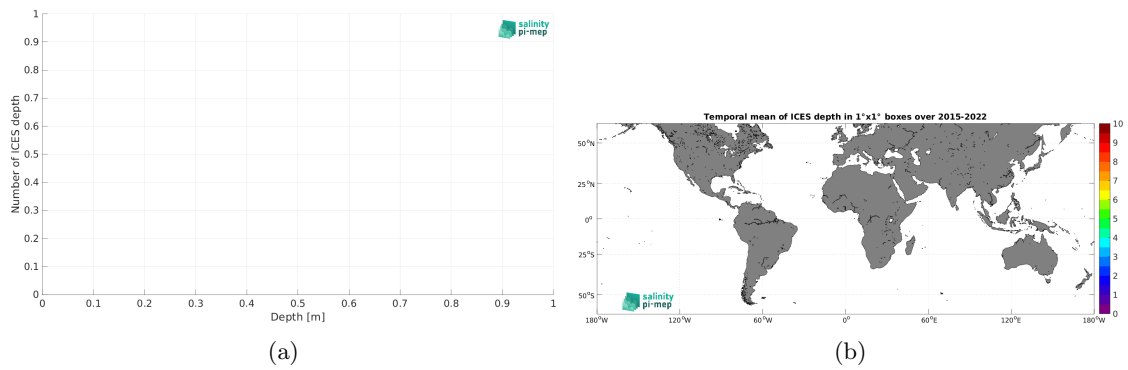 1
0.9
0.8
0.7
0.6
0.5
0.4
0.3
0.2
0.1
0
Number of ICES depth
0 0.1 0.2 0.3 0.4 0.5 0.6 0.7 0.8 0.9 1
Depth [m]
salinity
pi-mep
(a)
Temporal mean of ICES depth in 1°x1° boxes over 2015-2022
50°N
25°N
0°
25°S
50°S
180°W 120°W 60°W 0° 60°E 120°E 180°W
10
9
8
7
6
5
4
3
2
1
0
salinity
pi-mep
(b)